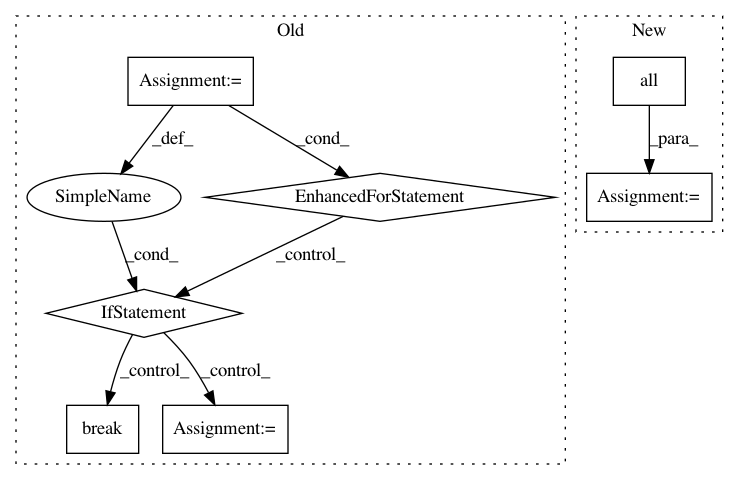 Old
New
Assignment:=
all
_def_
_cond_
_para_
SimpleName
EnhancedForStatement
Assignment:=
_cond_
_control_
IfStatement
_control_
_control_
break
Assignment:=